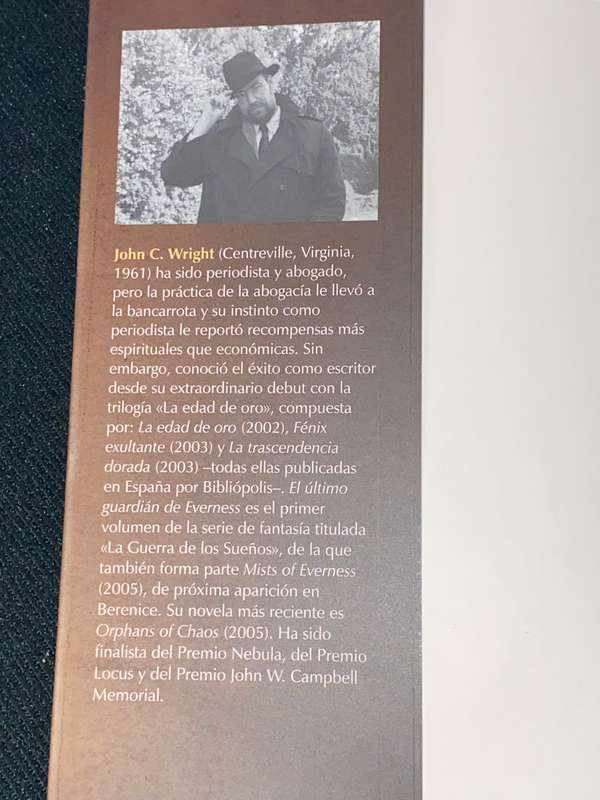 John C. Wright (Centreville, Virginia,
1961) ha sido periodista y abogado,
pero la práctica de la abogacía le llevó a
la bancarrota y su instinto como
periodista le reportó recompensas más
espirituales que económicas. Sin
embargo, conoció el éxito como escritor
desde su extraordinario debut con la
trilogía «La edad de oro», compuesta
por: La edad de oro (2002), Fénix
exultante (2003) y La trascendencia
dorada (2003) –todas ellas publicadas
en España por Bibliópolis–. El último
guardián de Everness es el primer
volumen de la serie de fantasía titulada
«La Guerra de los Sueños», de la que
también forma parte Mists of Everness
(2005), de próxima aparición en
Berenice. Su novela más reciente es
Orphans of Chaos (2005). Ha sido
finalista del Premio Nebula, del Premio
Locus y del Premio John W. Campbell
Memorial.